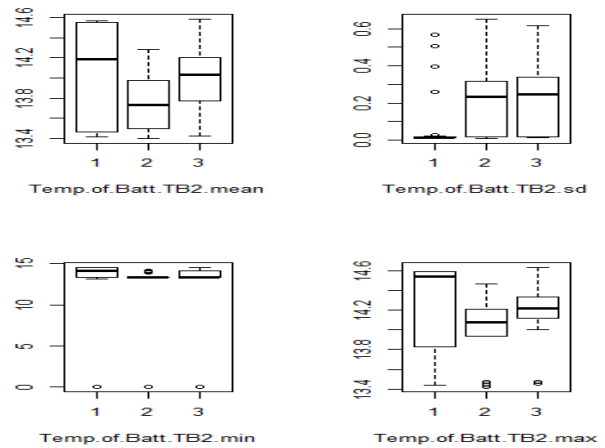 14.6
14.2
13.8
13.4
1 2 3
Temp.of.Batt.TB2.mean
0.6
0.4
0.2
0.0
1 2 3
Temp.of.Batt.TB2.sd
15
10
5
0
1 2 3
Temp.of.Batt.TB2.min
14.6
14.2
13.8
13.4
1 2 3
Temp.of.Batt.TB2.max